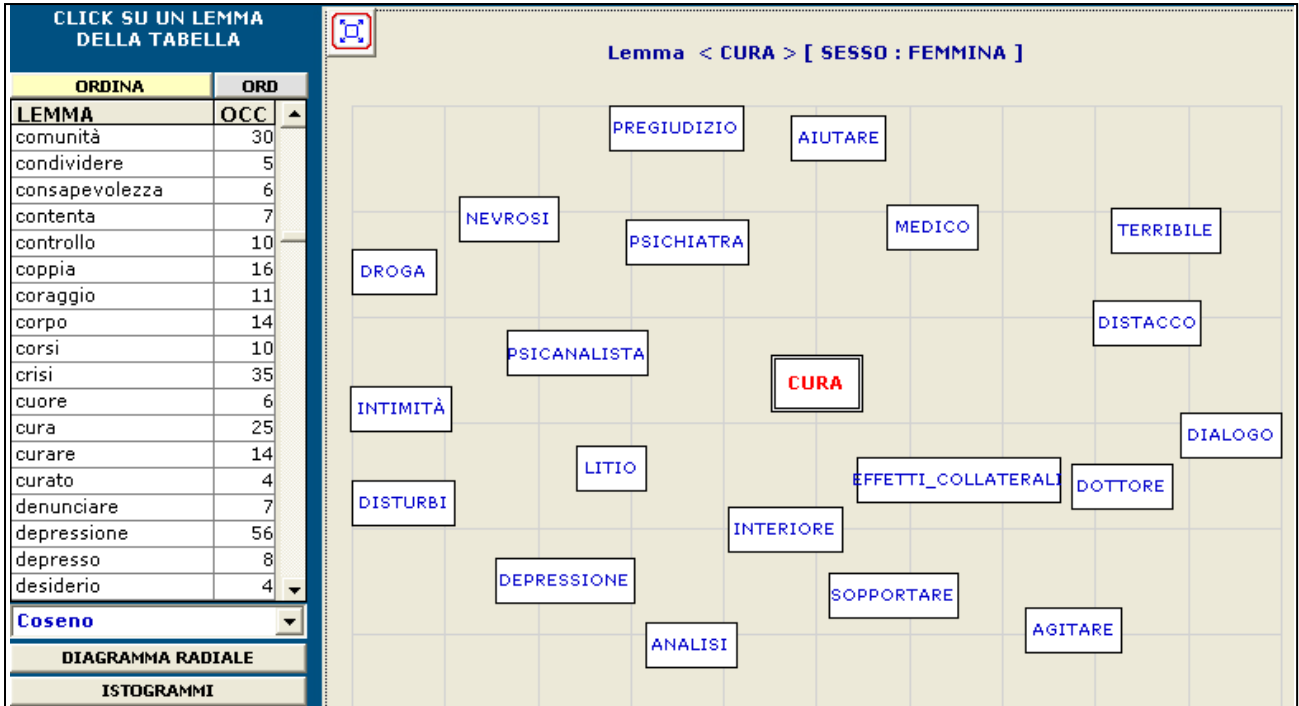 CLICK SU UN LEMMA
DELLA TABELLA
ORDINA ORD
LEMMA OCC
comunità 30
condividere 5
consapevolezza 6
contenta 7
controllo 10
coppia 16
coraggio 11
corpo 14
corsi 10
crisi 35
cuore 6
cura 25
curare 14
curato 4
denunciare 7
depressione 56
depresso 8
desiderio 4
Coseno
DIAGRAMMA RADIALE
ISTOGRAMMI
Lemma < CURA > [ SESSO : FEMMINA ]
PREGIUDIZIO
AIUTARE
NEVROSI
MEDICO
TERRIBILE
PSICHIATRA
DROGA
DISTACCO
PSICANALISTA
CURA
INTIMITÀ
DIALOGO
LITIO
EFFETTI_COLLATERALI
DOTTORE
DISTURBI
INTERIORE
DEPRESSIONE
SOPPORTARE
AGITARE
ANALISI